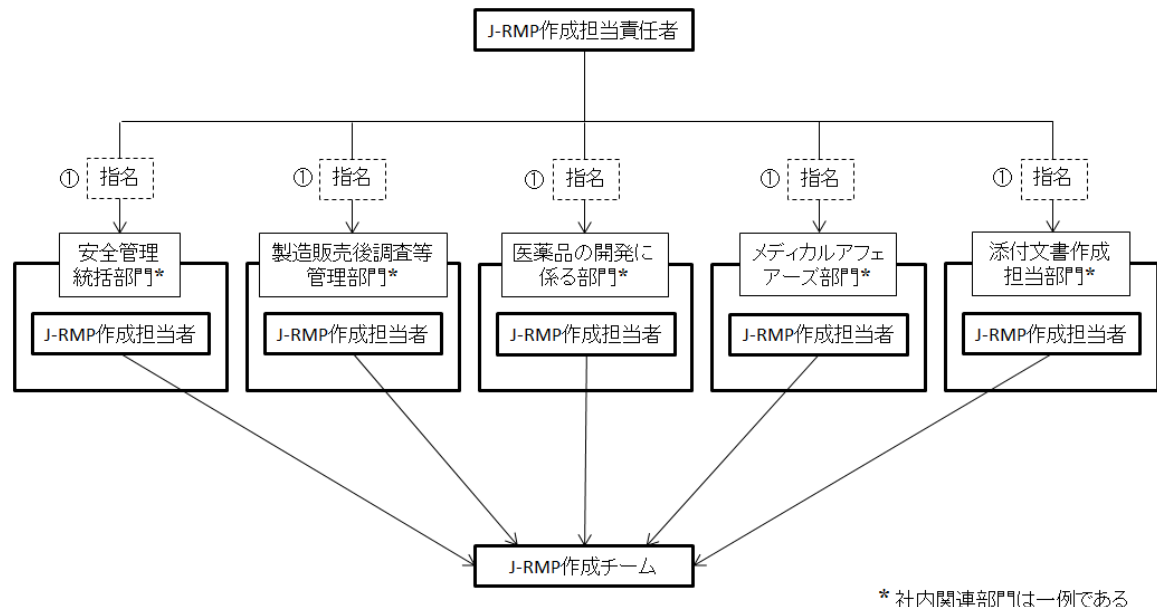 J-RMP作成担当責任者
① 指名
① 指名
① 指名
① 指名
① 指名
安全管理
統括部門*
製造販売後調査等
管理部門*
医薬品の開発に
係る部門*
メディカルアフェ
アーズ部門*
添付文書作成
担当部門*
J-RMP作成担当者
J-RMP作成担当者
J-RMP作成担当者
J-RMP作成担当者
J-RMP作成担当者
J-RMP作成チーム
* 社内関連部門は一例である